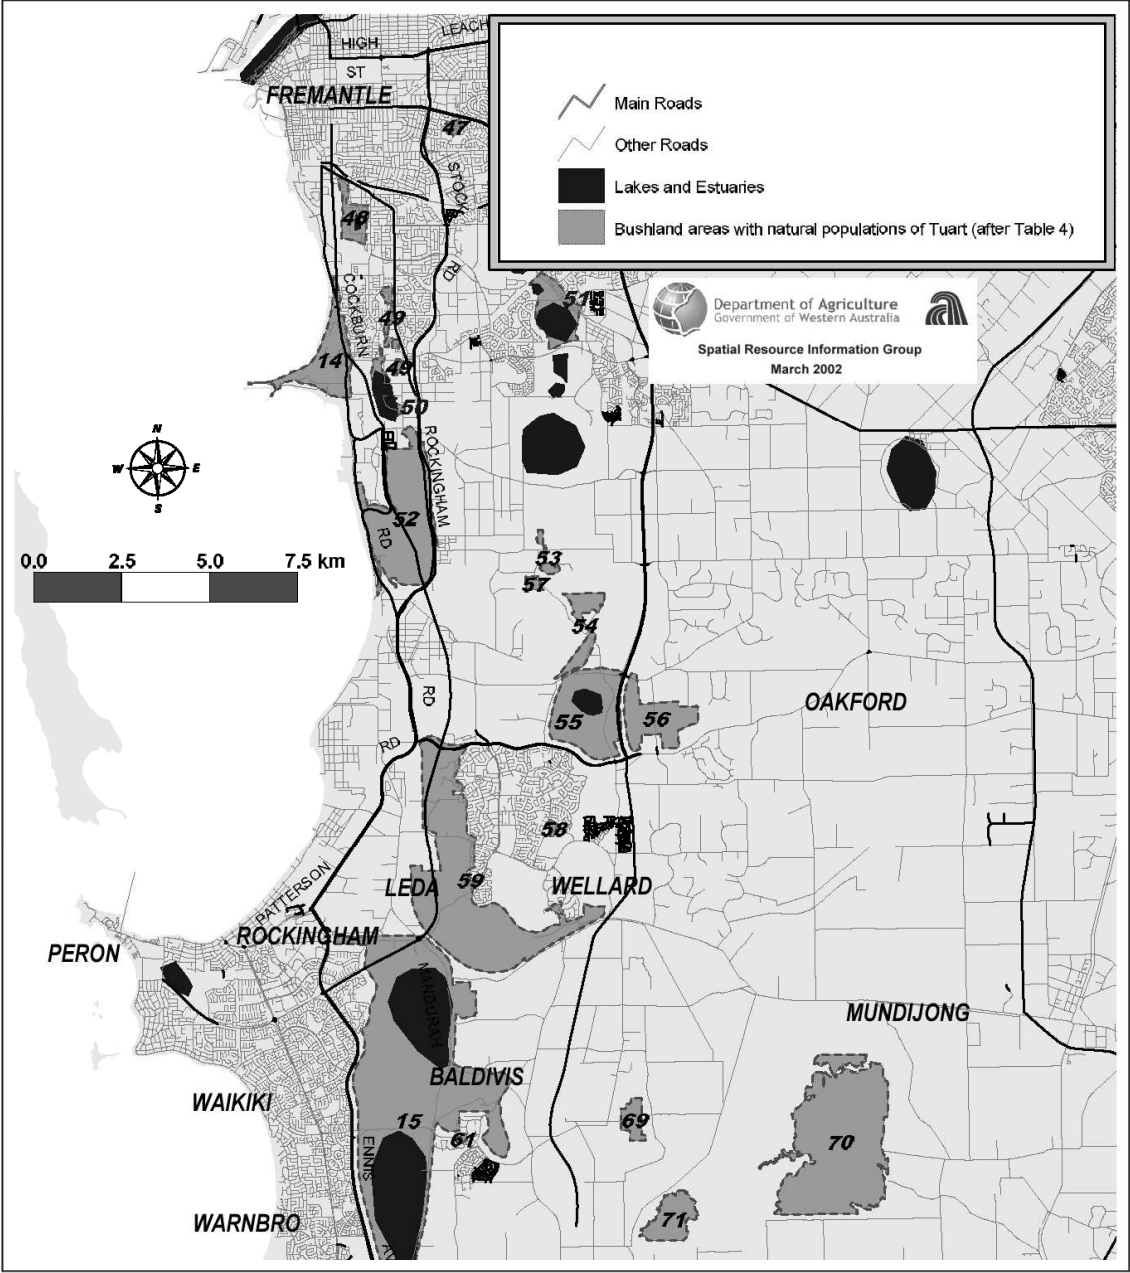 HIGH
LEACH
ST
FREMANTLE
Main Roads
Other Roads
Lakes and Estuaries
Bushland areas with natural populations of Tuart (after Table 4)
47
STOCK
48
RD
COCKBURN
51
Department of Agriculture
Government of Western Australia
Spatial Resource Information Group
March 2002
49
14
49
50
N
W E
S
ROCKINGHAM
52
RD
0.0 2.5 5.0 7.5 km
53
57
54
RD
OAKFORD
55
56
RD
58
LEDA
59
WELLARD
PATTERSON
ROCKINGHAM
PERON
MANDURAH
MUNDIJONG
BALDIVIS
WAIKIKI
15
61
69
70
ENNIS
WARNBRO
71
AV